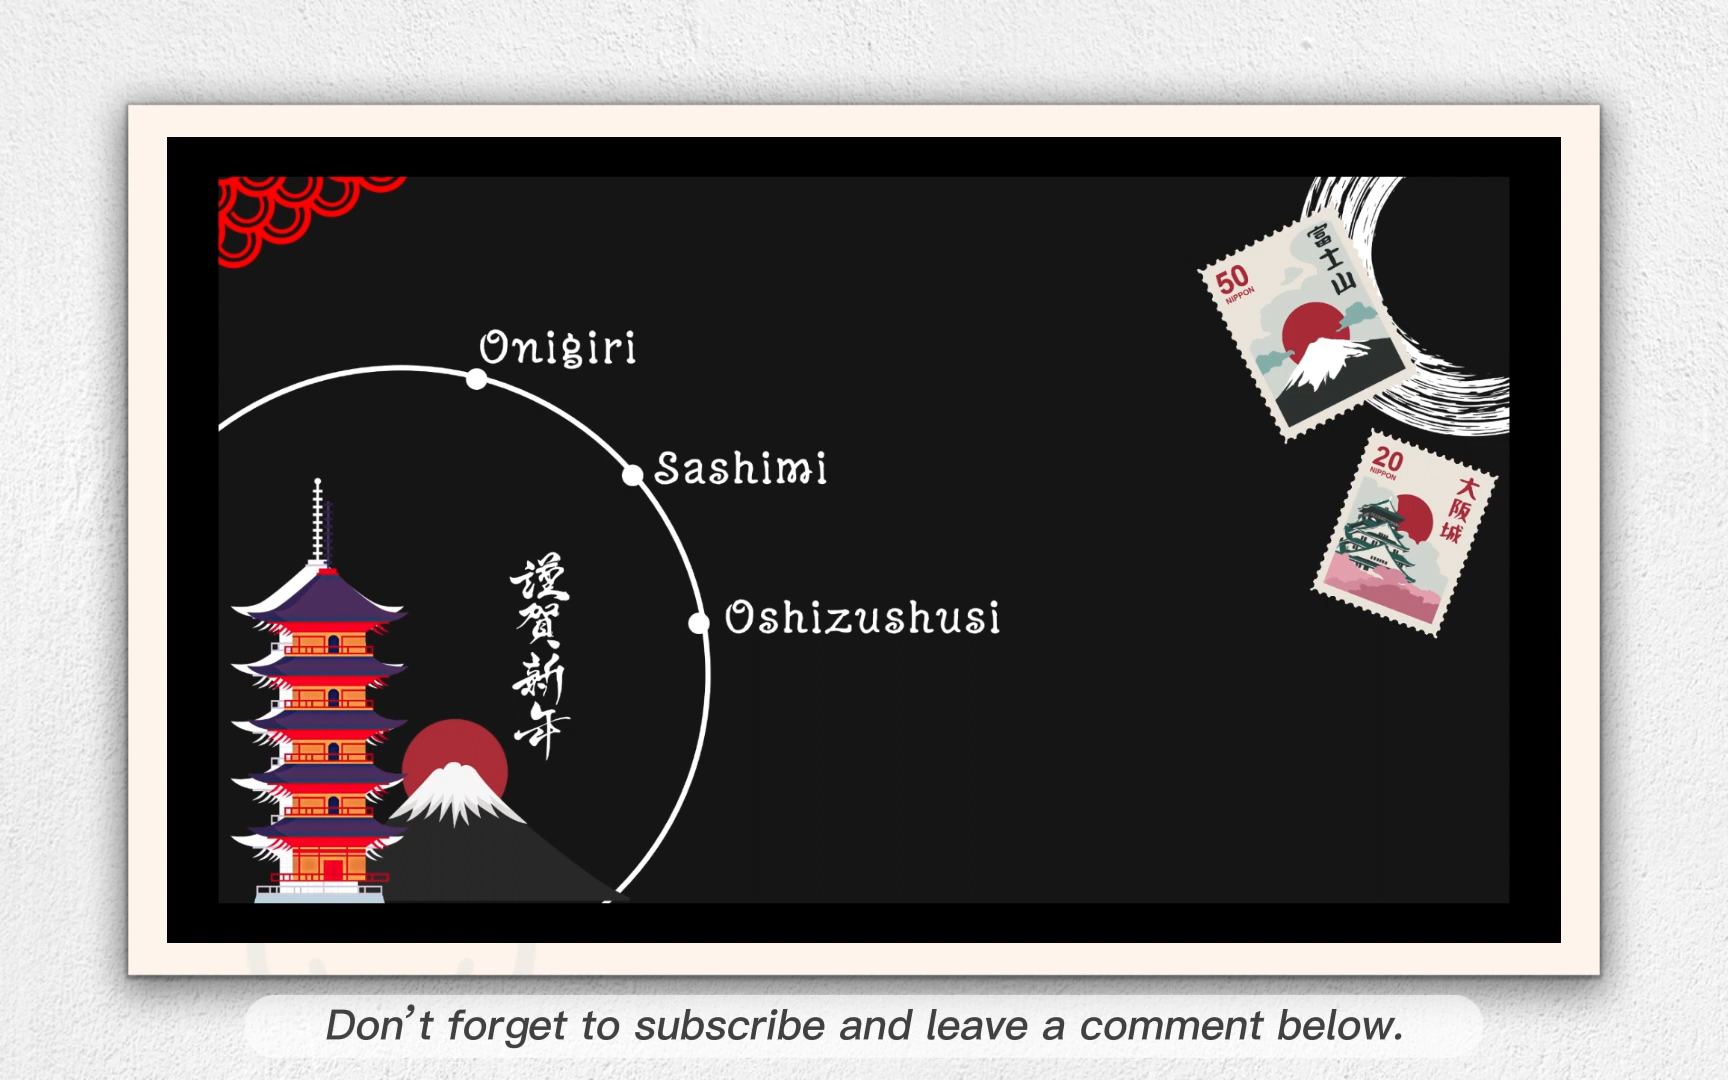 50
NIPPON
富士山
Onigiri
Sashimi
20
NIPPON
大阪城
謹賀新年
Oshizushusi
Don't forget to subscribe and leave a comment below.